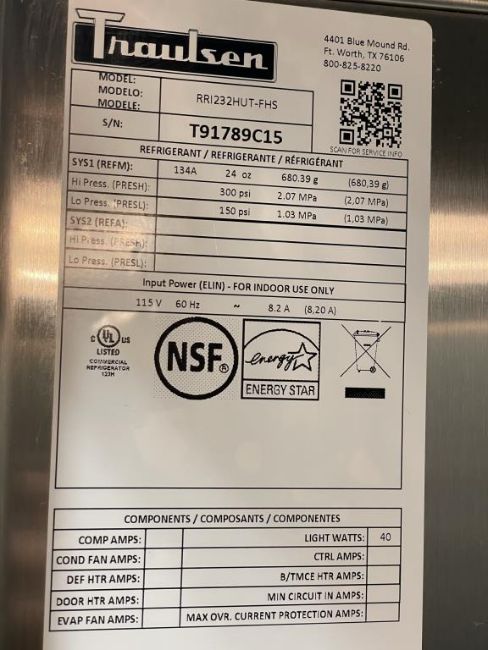 Traulsen
4401 Blue Mound Rd.
Ft. Worth, TX 76106
800-825-8220
MODEL:
MODELO:
MODELE:
RRI232HUT-FHS
S/N:
T91789C15
SCAN FOR SERVICE INFO
REFRIGERANT / REFRIGERANTE / RÉFRIGÉRANT
SYS1 (REFM): 134A 24 oz 680.39 g (680,39 g)
Hi Press. (PRESH): 300 psi 2.07 MPa (2,07 MPa)
Lo Press. (PRESL): 150 psi 1.03 MPa (1,03 MPa)
SYS2 (REFA):
Hi Press. (PRESH):
Lo Press. (PRESL):
Input Power (ELIN) - FOR INDOOR USE ONLY
115 V 60 Hz ~ 8.2 A (8,20 A)
c UL US
LISTED
COMMERCIAL
REFRIGERATOR
123H
NSF®
energy
ENERGY STAR
COMPONENTS / COMPOSANTS / COMPONENTES
COMP AMPS: LIGHT WATTS: 40
COND FAN AMPS: CTRL AMPS:
DEF HTR AMPS: B/TMCE HTR AMPS:
DOOR HTR AMPS: MIN CIRCUIT IN AMPS:
EVAP FAN AMPS: MAX OVR. CURRENT PROTECTION AMPS: